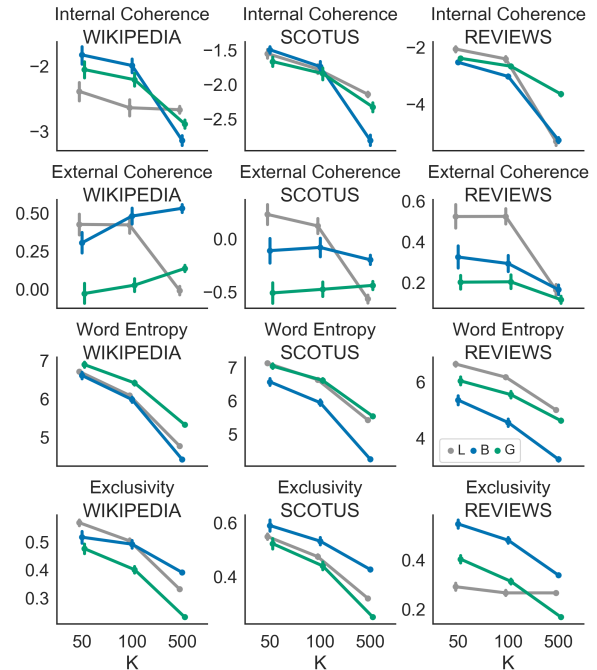 Internal Coherence Internal Coherence Internal Coherence
WIKIPEDIA SCOTUS REVIEWS
−2
−3
−1.5
−2.0
−2.5
−2
−4
External Coherence External Coherence External Coherence
WIKIPEDIA SCOTUS REVIEWS
0.50
0.25
0.00
0.0
−0.5
0.6
0.4
0.2
Word Entropy Word Entropy Word Entropy
WIKIPEDIA SCOTUS REVIEWS
7
6
5
7
6
5
6
4
L B G
Exclusivity Exclusivity Exclusivity
WIKIPEDIA SCOTUS REVIEWS
0.5
0.4
0.3
0.6
0.4
0.4
0.2
50 100 500 50 100 500 50 100 500
K K K